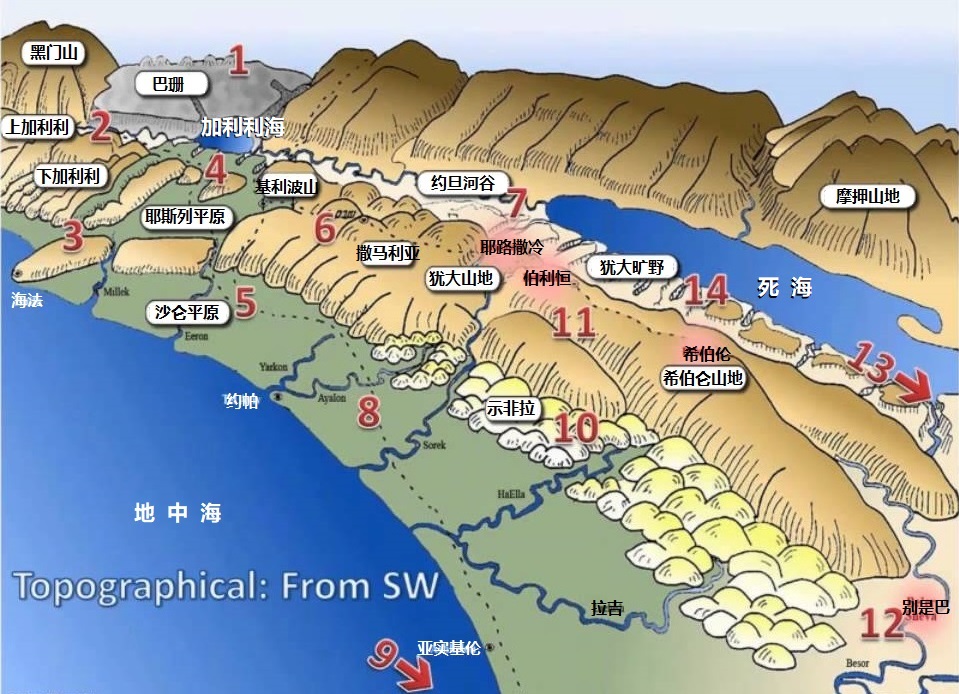 黑门山
1
巴珊
上加利利
2
加利利海
下加利利
4
基利波山
约旦河谷
7
摩押山地
耶斯列平原
3
6
撒马利亚
耶路撒冷
犹大旷野
犹大山地
伯利恒
14
死 海
海法
Millek
沙仑平原
5
11
Eeron
希伯伦
13
希伯仑山地
Yarkon
约帕
Ayalon
8
示非拉
10
Sorek
HaElla
地 中 海
Topographical: From SW
拉吉
别是巴
12
亚实基伦
9
Besor